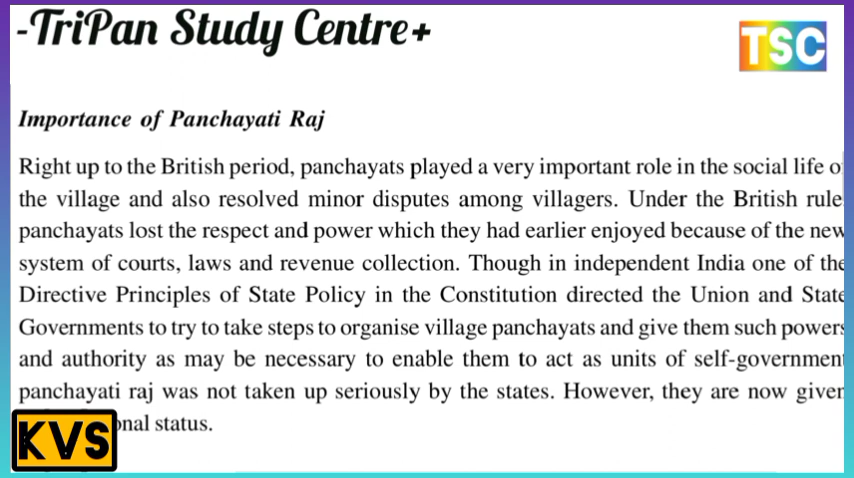 -TriPan Study Centre+
TSC
Importance of Panchayati Raj
Right up to the British period, panchayats played a very important role in the social life o
the village and also resolved minor disputes among villagers. Under the British rule
panchayats lost the respect and power which they had earlier enjoyed because of the new
system of courts, laws and revenue collection. Though in independent India one of the
Directive Principles of State Policy in the Constitution directed the Union and State
Governments to try to take steps to organise village panchayats and give them such powers
and authority as may be necessary to enable them to act as units of self-government
panchayati raj was not taken up seriously by the states. However, they are now given
onal status.
KVS